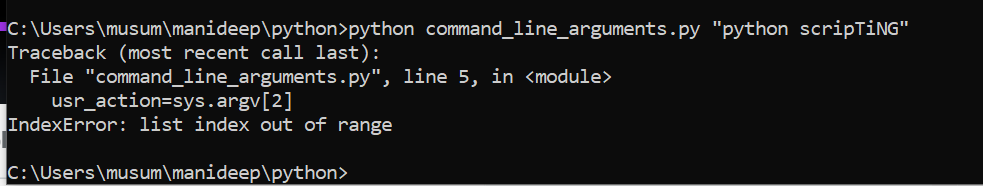 C:\Users\musum\manideep\python>python command_line_arguments.py "python scripTiNG"
Traceback (most recent call last):
  File "command_line_arguments.py", line 5, in <module>
    usr_action=sys.argv[2]
IndexError: list index out of range
C:\Users\musum\manideep\python>